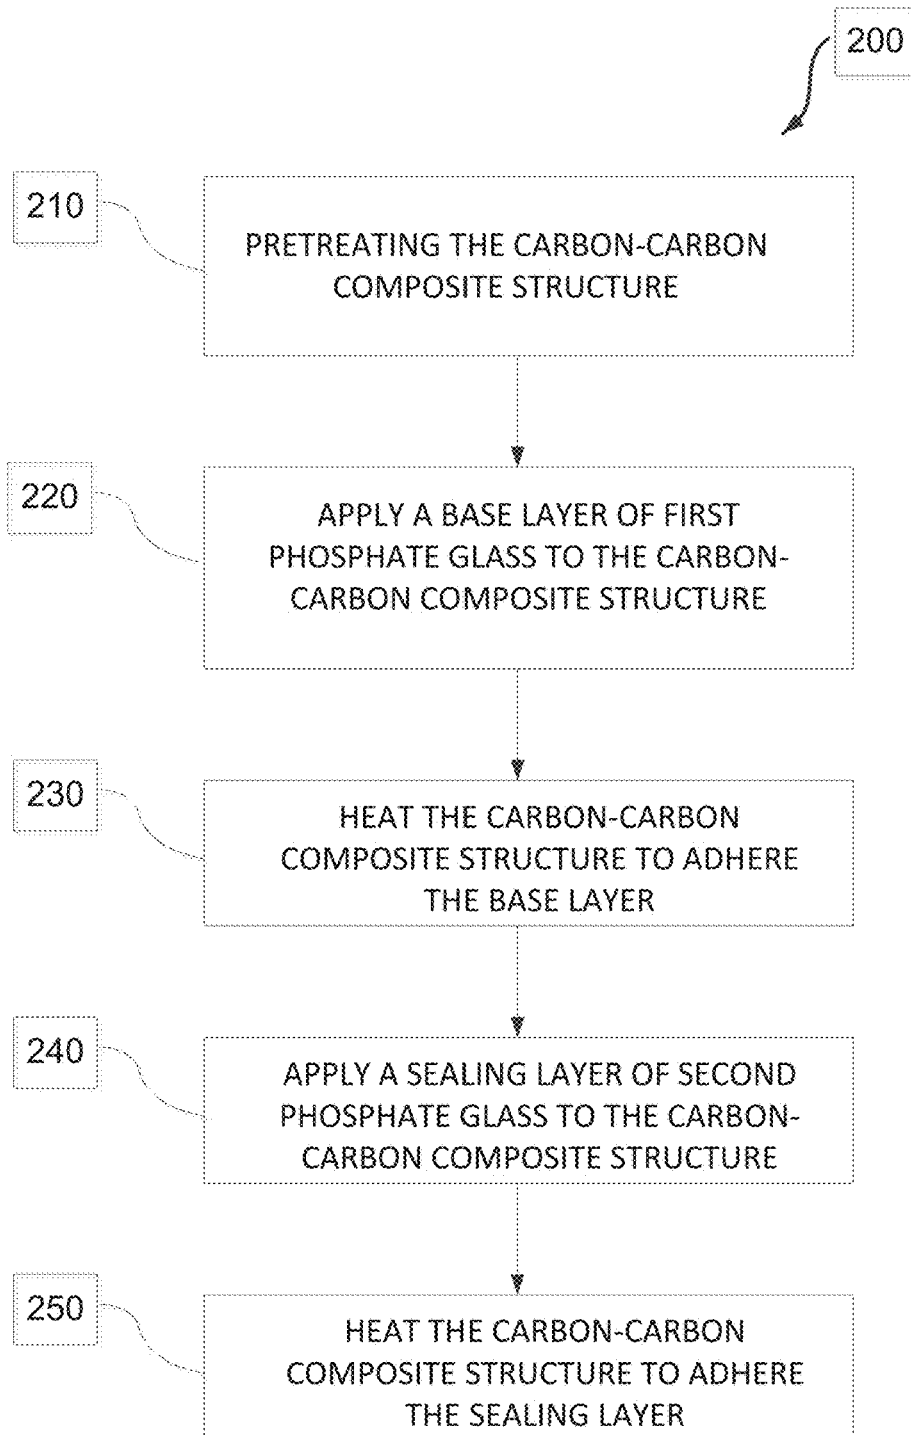 200
210
PRETREATING THE CARBON-CARBON
COMPOSITE STRUCTURE
220
APPLY A BASE LAYER OF FIRST
PHOSPHATE GLASS TO THE CARBON-
CARBON COMPOSITE STRUCTURE
230
HEAT THE CARBON-CARBON
COMPOSITE STRUCTURE TO ADHERE
THE BASE LAYER
240
APPLY A SEALING LAYER OF SECOND
PHOSPHATE GLASS TO THE CARBON-
CARBON COMPOSITE STRUCTURE
250
HEAT THE CARBON-CARBON
COMPOSITE STRUCTURE TO ADHERE
THE SEALING LAYER